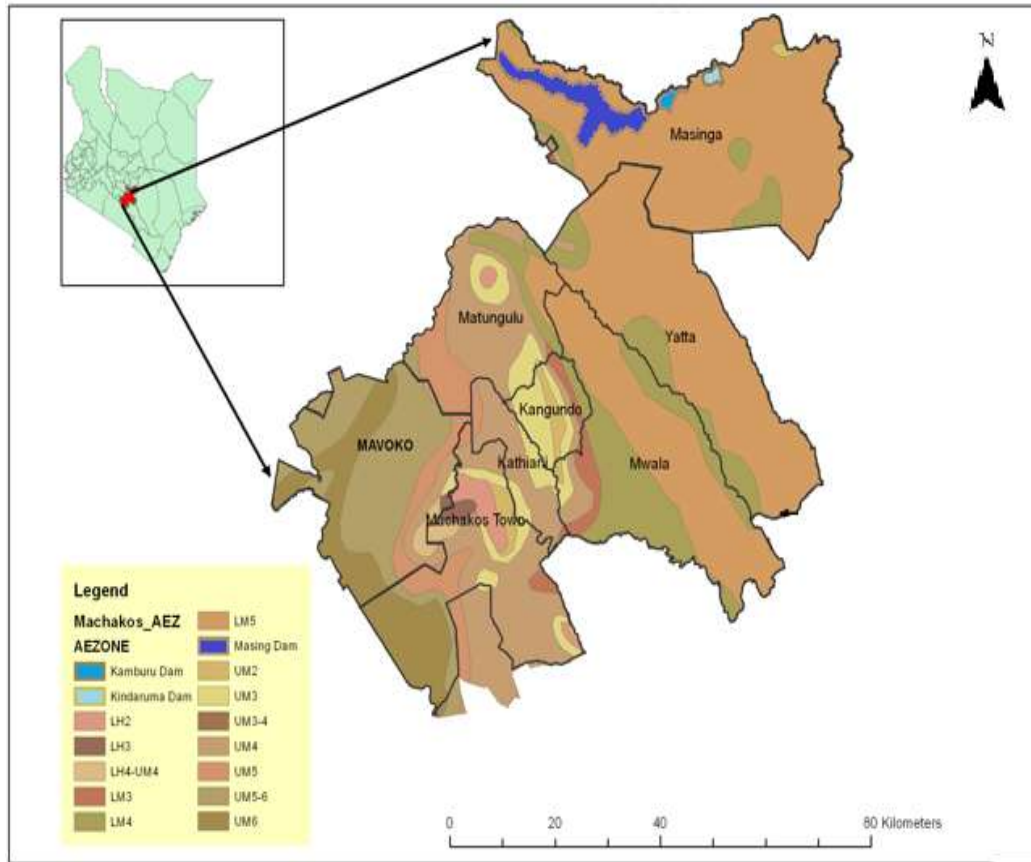 N
Masinga
Matungulu
Yatta
Kangundo
MAVOKO
Kathiani
Mwala
Machakos Town
Legend
Machakos_AEZ
AEZONE
Kamburu Dam
Kindaruma Dam
LH2
LH3
LH4-UM4
LM3
LM4
LM5
Masing Dam
UM2
UM3
UM3-4
UM4
UM5
UM5-6
UM6
0 20 40 80 Kilometers